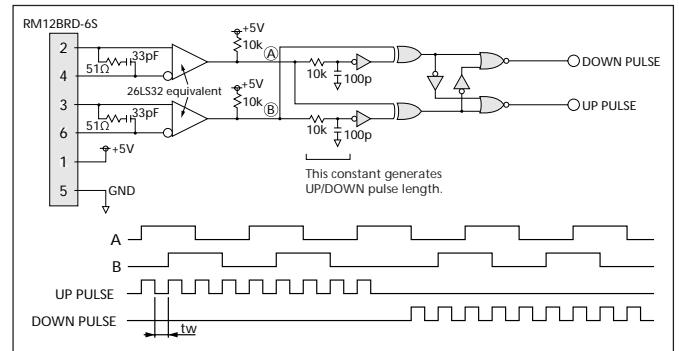 RM12BRD-6S
2
4
3
6
1
5
33pF
51Ω
33pF
51Ω
26LS32 equivalent
+5V
GND
+5V
10k
A
+5V
10k
B
10k
100p
10k
100p
This constant generates
UP/DOWN pulse length.
DOWN PULSE
UP PULSE
A
B
UP PULSE
DOWN PULSE
tw